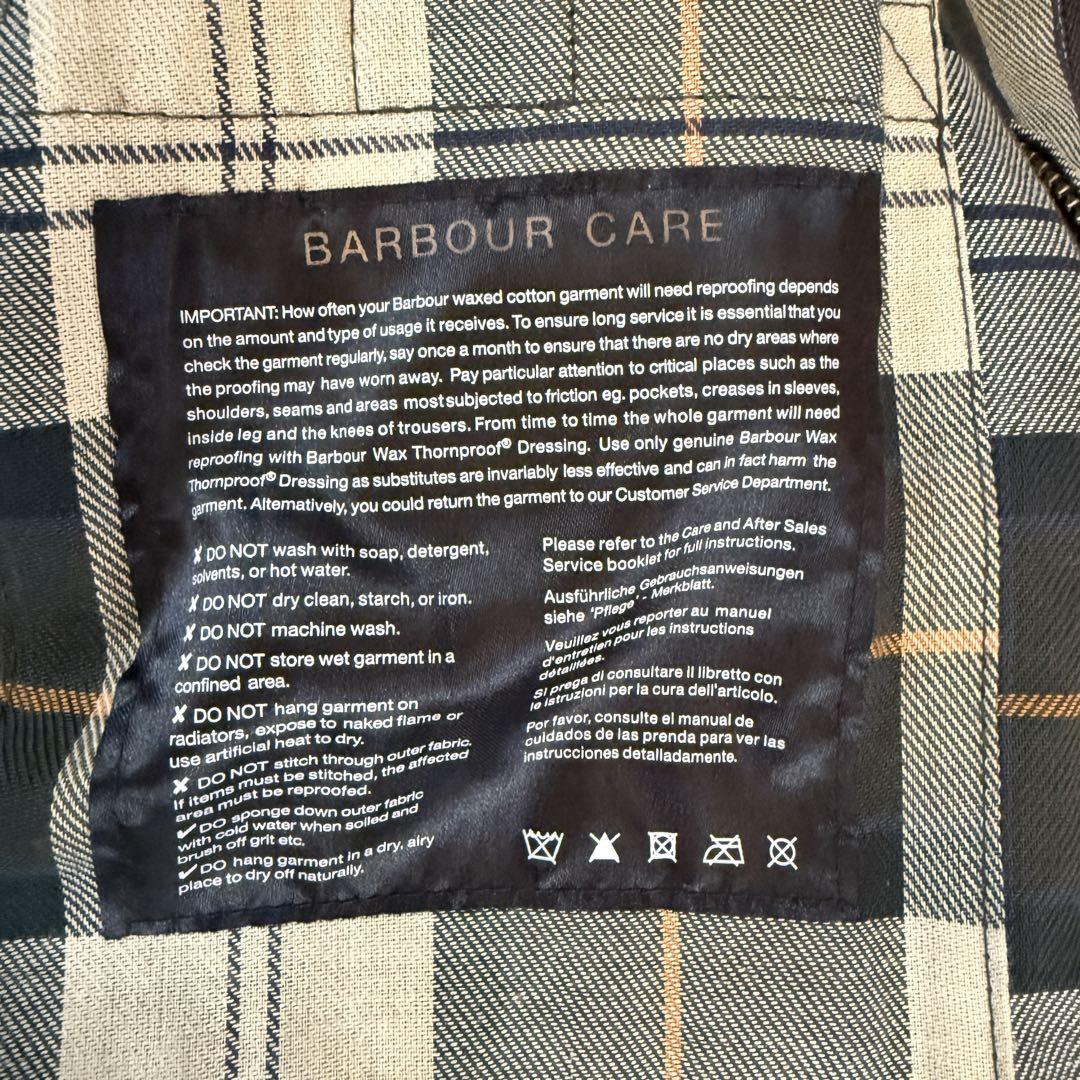 BARBOUR CARE
IMPORTANT: How often your Barbour waxed cotton garment will need reproofing depends
on the amount and type of usage it receives. To ensure long service it is essential that you
check the garment regularly, say once a month to ensure that there are no dry areas where
the proofing may have worn away. Pay particular attention to critical places such as the
shoulders, seams and areas most subjected to friction eg. pockets, creases in sleeves,
inside leg and the knees of trousers. From time to time the whole garment will need
reproofing with Barbour Wax Thornproof® Dressing. Use only genuine Barbour Wax
Thornproof® Dressing as substitutes are invariably less effective and can in fact harm the
garment. Alternatively, you could return the garment to our Customer Service Department.
✗ DO NOT wash with soap, detergent,
solvents, or hot water.
✗ DO NOT dry clean, starch, or iron.
✗ DO NOT machine wash.
✗ DO NOT store wet garment in a
confined area.
✗ DO NOT hang garment on
radiators, expose to naked flame or
use artificial heat to dry.
✗ DO NOT stitch through outer fabric.
If items must be stitched, the affected
area must be reproofed.
✓ DO sponge down outer fabric
with cold water when soiled and
brush off grit etc.
✓ DO hang garment in a dry, airy
place to dry off naturally.
Please refer to the Care and After Sales
Service booklet for full instructions.
Ausführliche Gebrauchsanweisungen
siehe "Pflege" - Merkblatt.
Veuillez vous reporter au manuel
d'entretien pour les instructions
détaillées.
Si prega di consultare il libretto con
le istruzioni per la cura dell'articolo.
Por favor, consulte el manual de
cuidados de las prenda para ver las
instrucciones detalladamente.